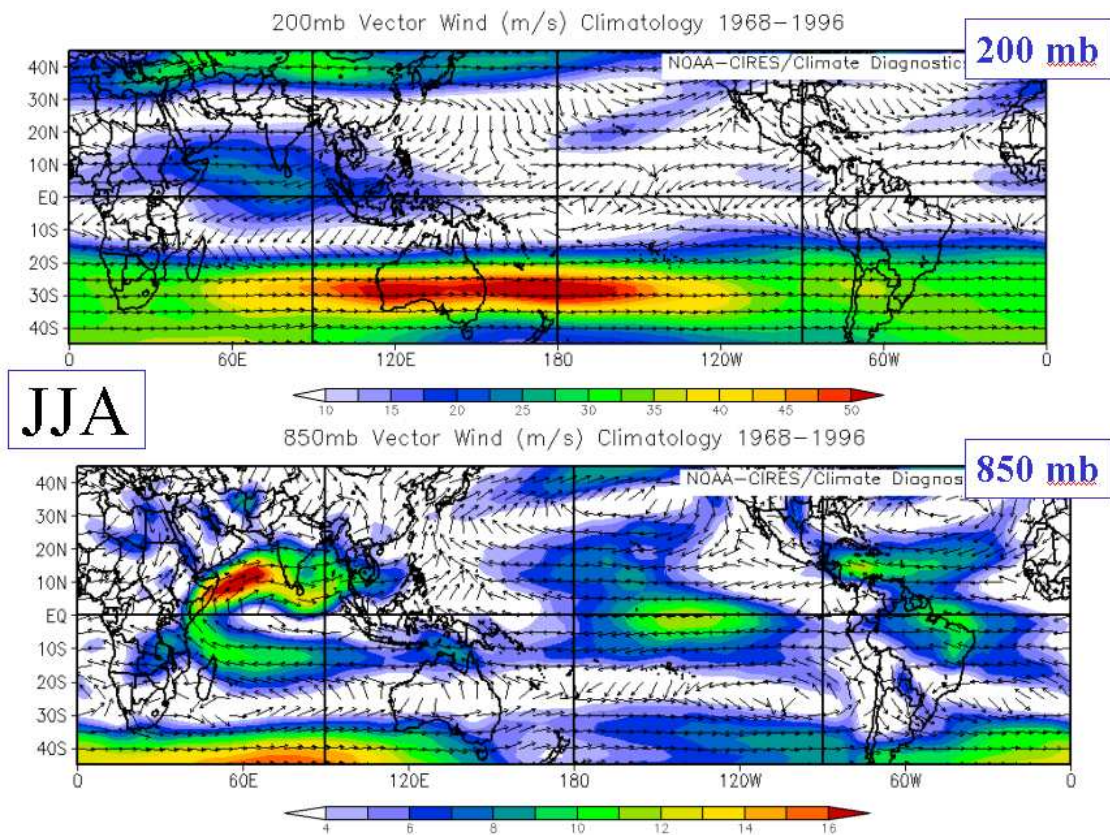 200mb Vector Wind (m/s) Climatology 1968-1996
200 mb
NOAA-CIRES/Climate Diagnostics
40N
30N
20N
10N
EQ
10S
20S
30S
40S
0 60E 120E 180 120W 60W 0
JJA
10 15 20 25 30 35 40 45 50
850mb Vector Wind (m/s) Climatology 1968-1996
850 mb
NOAA-CIRES/Climate Diagnos
40N
30N
20N
10N
EQ
10S
20S
30S
40S
0 60E 120E 180 120W 60W 0
4 6 8 10 12 14 16